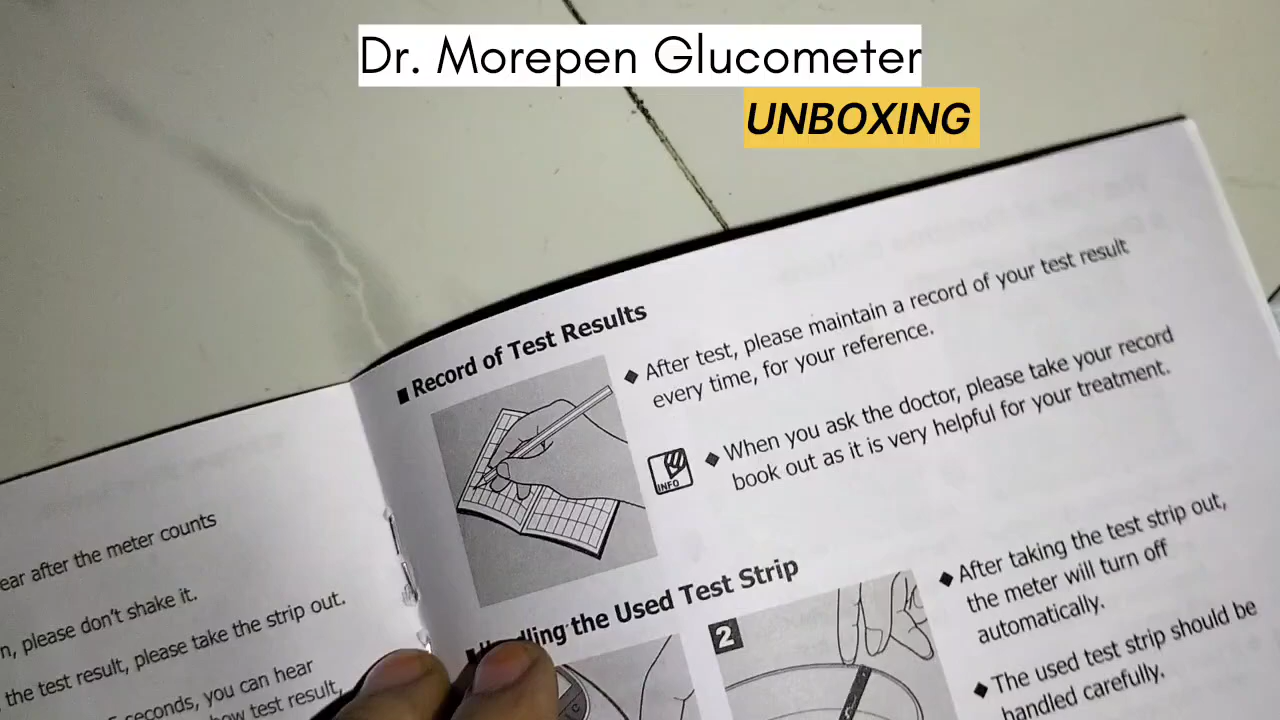 Dr. Morepen Glucometer
UNBOXING
ear after the meter counts
n, please don't shake it.
the test result, please take the strip out.
seconds, you can hear
how test result,
■ Record of Test Results
◆ After test, please maintain a record of your test result
every time, for your reference.
INFO
◆ When you ask the doctor, please take your record
book out as it is very helpful for your treatment.
■ Handling the Used Test Strip
2
◆ After taking the test strip out,
the meter will turn off
automatically.
◆ The used test strip should be
handled carefully.